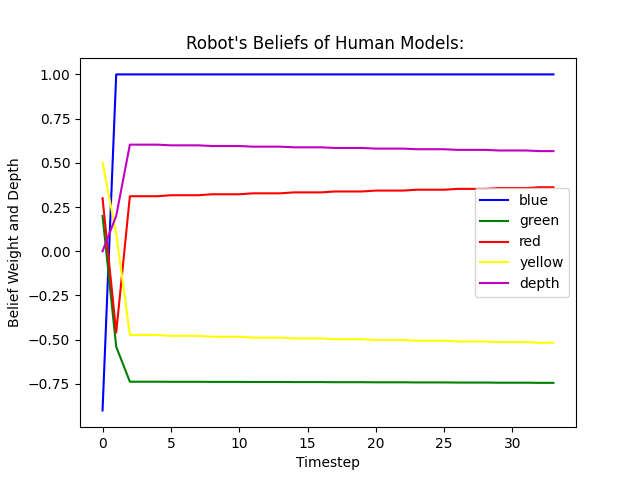 Robot's Beliefs of Human Models:
Belief Weight and Depth
1.00
0.75
0.50
0.25
0.00
−0.25
−0.50
−0.75
0 5 10 15 20 25 30
Timestep
blue
green
red
yellow
depth